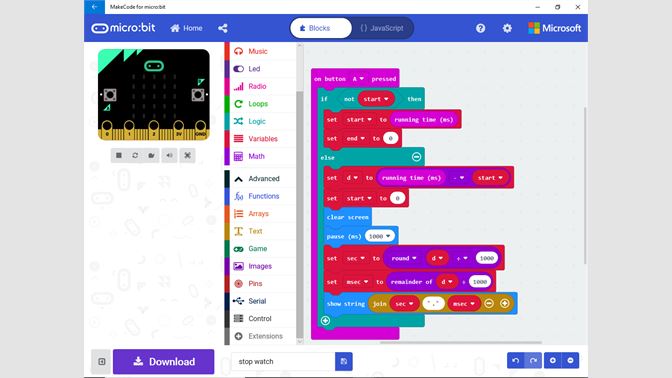 MakeCode for micro:bit
micro:bit Home Blocks {} JavaScript ? Microsoft
0 1 2 3V GND
Music
Led
Radio
Loops
Logic
Variables
Math
Advanced
Functions
Arrays
Text
Game
Images
Pins
Serial
Control
Extensions
on button A pressed
if not start then
set start to running time (ms)
set end to 0
else
set d to running time (ms) - start
set start to 0
clear screen
pause (ms) 1000
set sec to round d ÷ 1000
set msec to remainder of d ÷ 1000
show string join sec "." msec
Download
stop watch